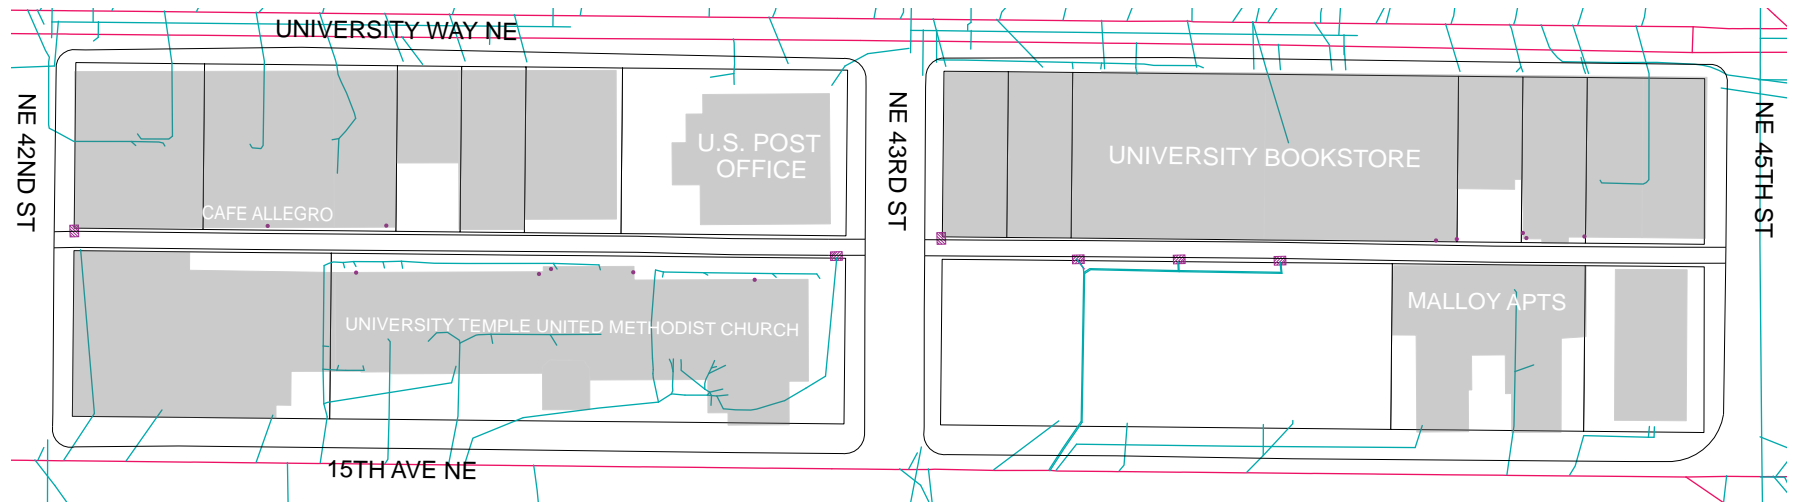 UNIVERSITY WAY NE
NE 42ND ST
U.S. POST
OFFICE
NE 43RD ST
UNIVERSITY BOOKSTORE
NE 45TH ST
CAFE ALLEGRO
UNIVERSITY TEMPLE UNITED METHODIST CHURCH
MALLOY APTS
15TH AVE NE